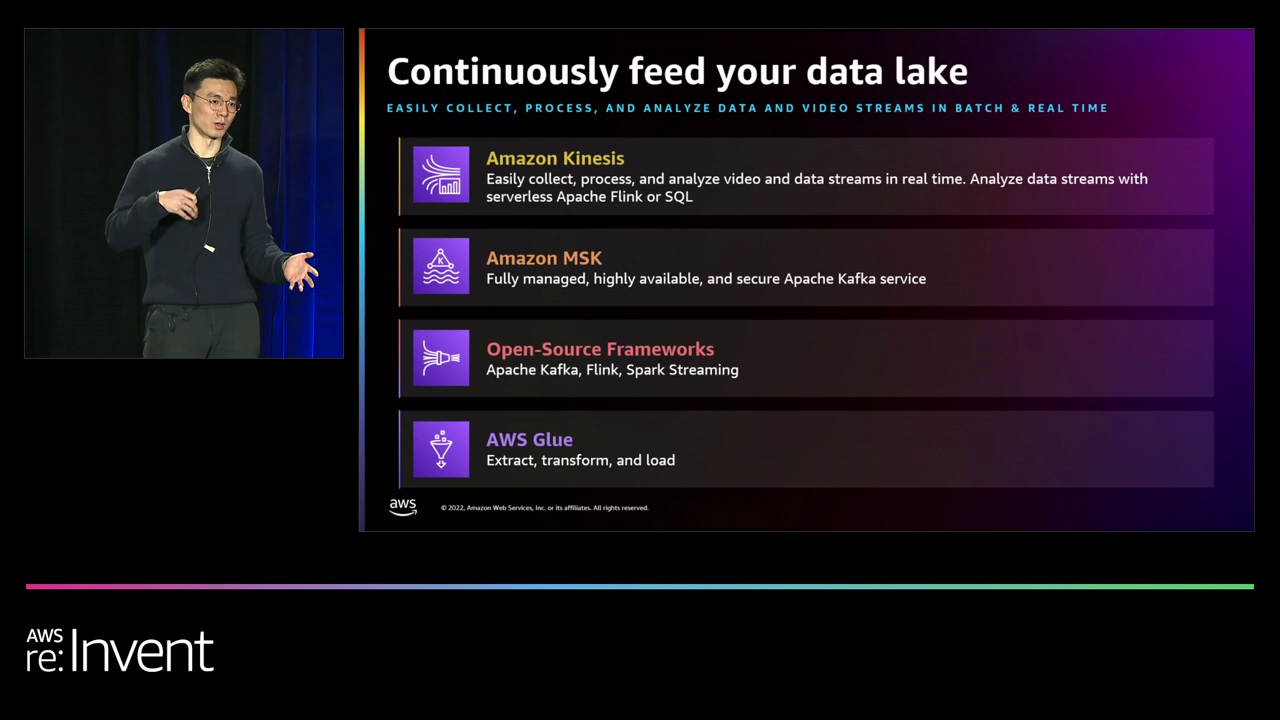 Continuously feed your data lake
EASILY COLLECT, PROCESS, AND ANALYZE DATA AND VIDEO STREAMS IN BATCH & REAL TIME
Amazon Kinesis
Easily collect, process, and analyze video and data streams in real time. Analyze data streams with
serverless Apache Flink or SQL
K
Amazon MSK
Fully managed, highly available, and secure Apache Kafka service
Open-Source Frameworks
Apache Kafka, Flink, Spark Streaming
AWS Glue
Extract, transform, and load
aws
© 2022, Amazon Web Services, Inc. or its affiliates. All rights reserved.
AWS
re:Invent